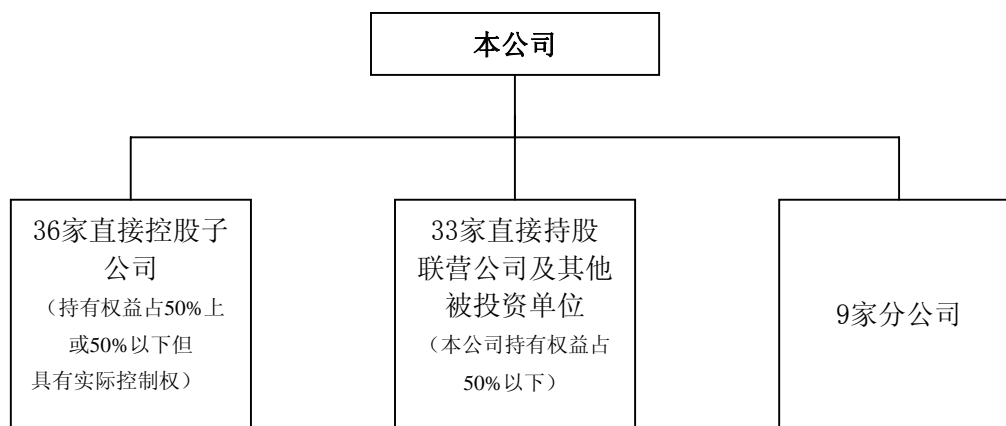 本公司
36家直接控股子
公司
（持有权益占50%上
或50%以下但
具有实际控制权）
33家直接持股
联营公司及其他
被投资单位
（本公司持有权益占
50%以下）
9家分公司